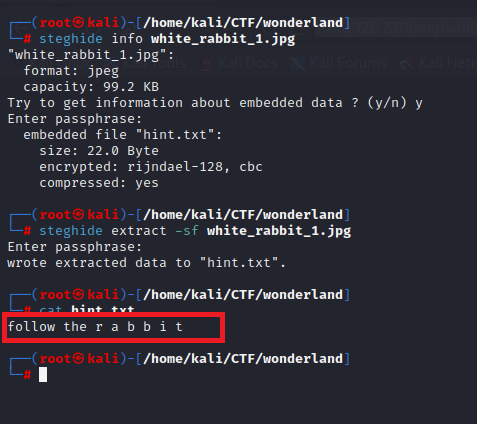 ┌──(root㉿kali)-[/home/kali/CTF/wonderland]
└─# steghide info white_rabbit_1.jpg
"white_rabbit_1.jpg":
  format: jpeg
  capacity: 99.2 KB
Try to get information about embedded data ? (y/n) y
Enter passphrase:
  embedded file "hint.txt":
    size: 22.0 Byte
    encrypted: rijndael-128, cbc
    compressed: yes
┌──(root㉿kali)-[/home/kali/CTF/wonderland]
└─# steghide extract -sf white_rabbit_1.jpg
Enter passphrase:
wrote extracted data to "hint.txt".
┌──(root㉿kali)-[/home/kali/CTF/wonderland]
└─# cat hint.txt
follow the r a b b i t
┌──(root㉿kali)-[/home/kali/CTF/wonderland]
└─#